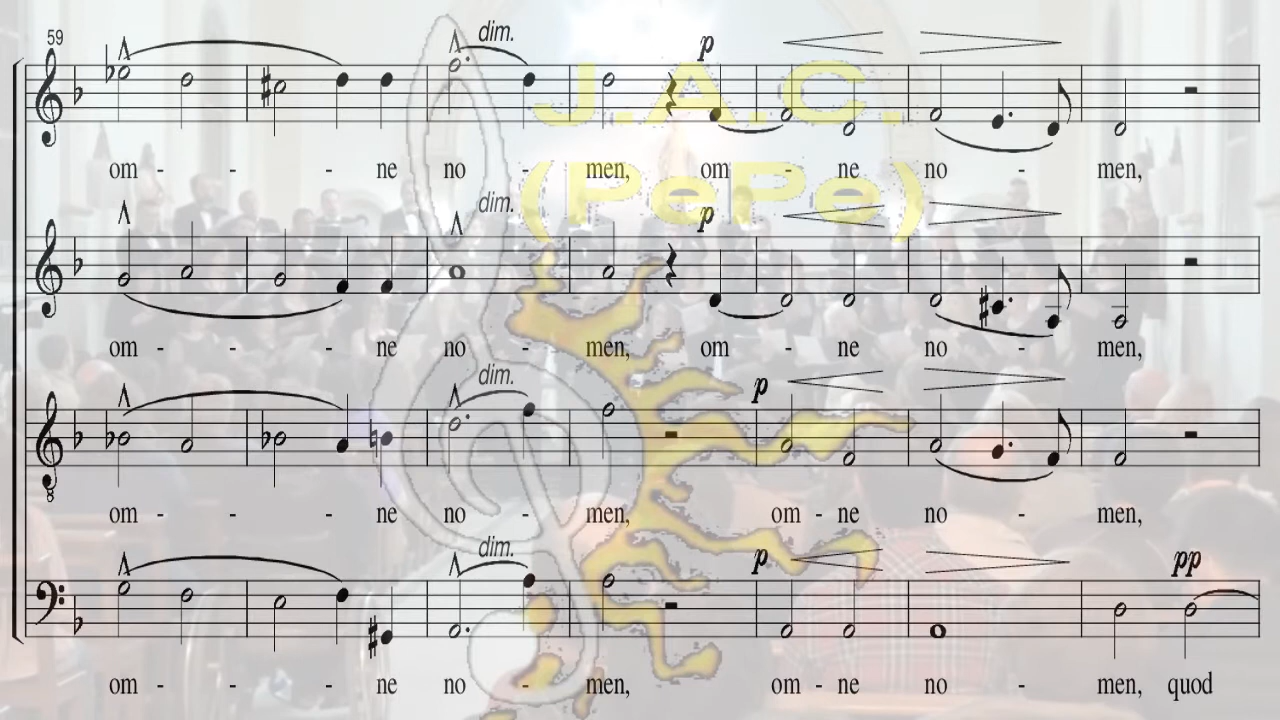 59
dim.
p
J.A.C.
om - - ne no - men, om - ne no - men,
(PePe)
dim.
p
om - - ne no - men, om - ne no - men,
dim.
p
8
om - - ne no - men, om - ne no - men,
dim.
p
pp
om - - ne no - men, om - ne no - men, quod